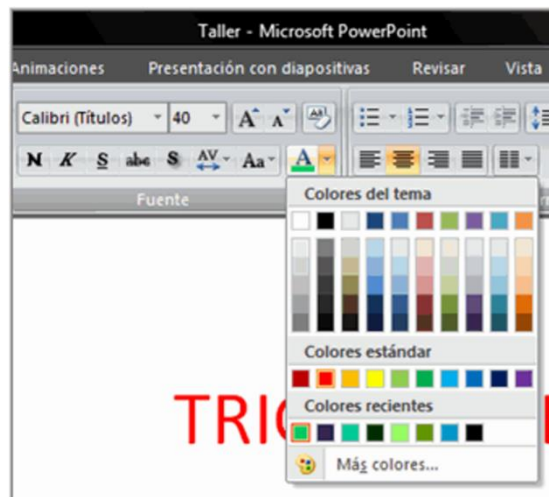 Taller - Microsoft PowerPoint
Animaciones Presentación con diapositivas Revisar Vista
Calibri (Títulos) 40 A A
N K S abe S AV Aa A
Fuente
Colores del tema
Colores estándar
TRI
Colores recientes
Más colores...